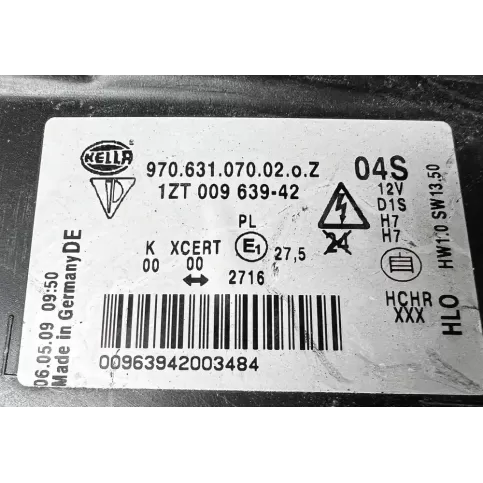 HELLA
970.631.070.02.o.Z
1ZT 009 639-42
04S
12V
D1S
H7
H7
24
PL
K XCERT E1 27,5
00 00
2716
HCHR
XXX
00963942003484
06.05.09 09:50
Made in Germany DE
HLO HW1.0 SW13.50